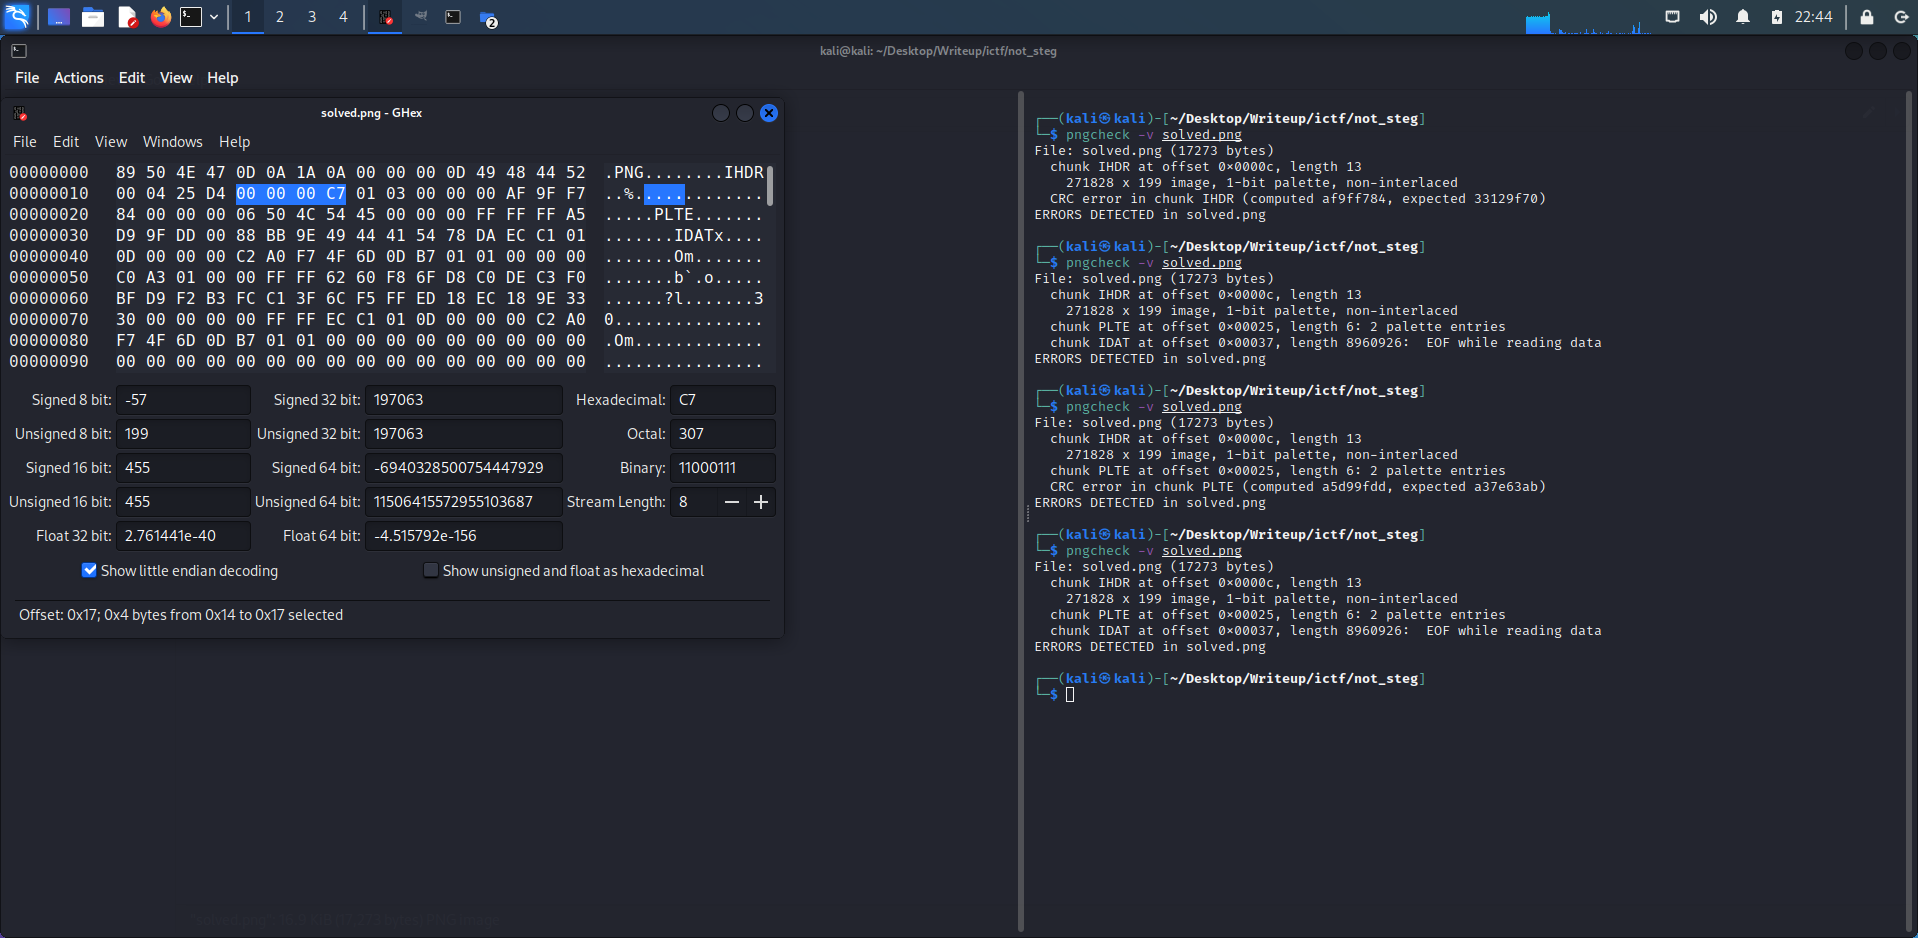 1 2 3 4 2 22:44
kali@kali: ~/Desktop/Writeup/ictf/not_steg
File Actions Edit View Help
solved.png - GHex
File Edit View Windows Help
00000000 89 50 4E 47 0D 0A 1A 0A 00 00 00 0D 49 48 44 52 .PNG........IHDR
00000010 00 04 25 D4 00 00 00 C7 01 03 00 00 00 AF 9F F7 ..%.............
00000020 84 00 00 00 06 50 4C 54 45 00 00 00 FF FF FF A5 .....PLTE.......
00000030 D9 9F DD 00 88 BB 9E 49 44 41 54 78 DA EC C1 01 .......IDATx....
00000040 0D 00 00 00 C2 A0 F7 4F 6D 0D B7 01 01 00 00 00 .......Om.......
00000050 C0 A3 01 00 00 FF FF 62 60 F8 6F D8 C0 DE C3 F0 .......b`.o.....
00000060 BF D9 F2 B3 FC C1 3F 6C F5 FF ED 18 EC 18 9E 33 ......?l.......3
00000070 30 00 00 00 00 FF FF EC C1 01 0D 00 00 00 C2 A0 0...............
00000080 F7 4F 6D 0D B7 01 01 00 00 00 00 00 00 00 00 00 .Om.............
00000090 00 00 00 00 00 00 00 00 00 00 00 00 00 00 00 00 ................
Signed 8 bit: -57 Signed 32 bit: 197063 Hexadecimal: C7
Unsigned 8 bit: 199 Unsigned 32 bit: 197063 Octal: 307
Signed 16 bit: 455 Signed 64 bit: -6940328500754447929 Binary: 11000111
Unsigned 16 bit: 455 Unsigned 64 bit: 11506415572955103687 Stream Length: 8
Float 32 bit: 2.761441e-40 Float 64 bit: -4.515792e-156
Show little endian decoding Show unsigned and float as hexadecimal
Offset: 0x17; 0x4 bytes from 0x14 to 0x17 selected
┌──(kali㉿kali)-[~/Desktop/Writeup/ictf/not_steg]
└─$ pngcheck -v solved.png
File: solved.png (17273 bytes)
chunk IHDR at offset 0x0000c, length 13
271828 x 199 image, 1-bit palette, non-interlaced
CRC error in chunk IHDR (computed af9ff784, expected 33129f70)
ERRORS DETECTED in solved.png
┌──(kali㉿kali)-[~/Desktop/Writeup/ictf/not_steg]
└─$ pngcheck -v solved.png
File: solved.png (17273 bytes)
chunk IHDR at offset 0x0000c, length 13
271828 x 199 image, 1-bit palette, non-interlaced
chunk PLTE at offset 0x00025, length 6: 2 palette entries
chunk IDAT at offset 0x00037, length 8960926:  EOF while reading data
ERRORS DETECTED in solved.png
┌──(kali㉿kali)-[~/Desktop/Writeup/ictf/not_steg]
└─$ pngcheck -v solved.png
File: solved.png (17273 bytes)
chunk IHDR at offset 0x0000c, length 13
271828 x 199 image, 1-bit palette, non-interlaced
chunk PLTE at offset 0x00025, length 6: 2 palette entries
CRC error in chunk PLTE (computed a5d99fdd, expected a37e63ab)
ERRORS DETECTED in solved.png
┌──(kali㉿kali)-[~/Desktop/Writeup/ictf/not_steg]
└─$ pngcheck -v solved.png
File: solved.png (17273 bytes)
chunk IHDR at offset 0x0000c, length 13
271828 x 199 image, 1-bit palette, non-interlaced
chunk PLTE at offset 0x00025, length 6: 2 palette entries
chunk IDAT at offset 0x00037, length 8960926:  EOF while reading data
ERRORS DETECTED in solved.png
┌──(kali㉿kali)-[~/Desktop/Writeup/ictf/not_steg]
└─$